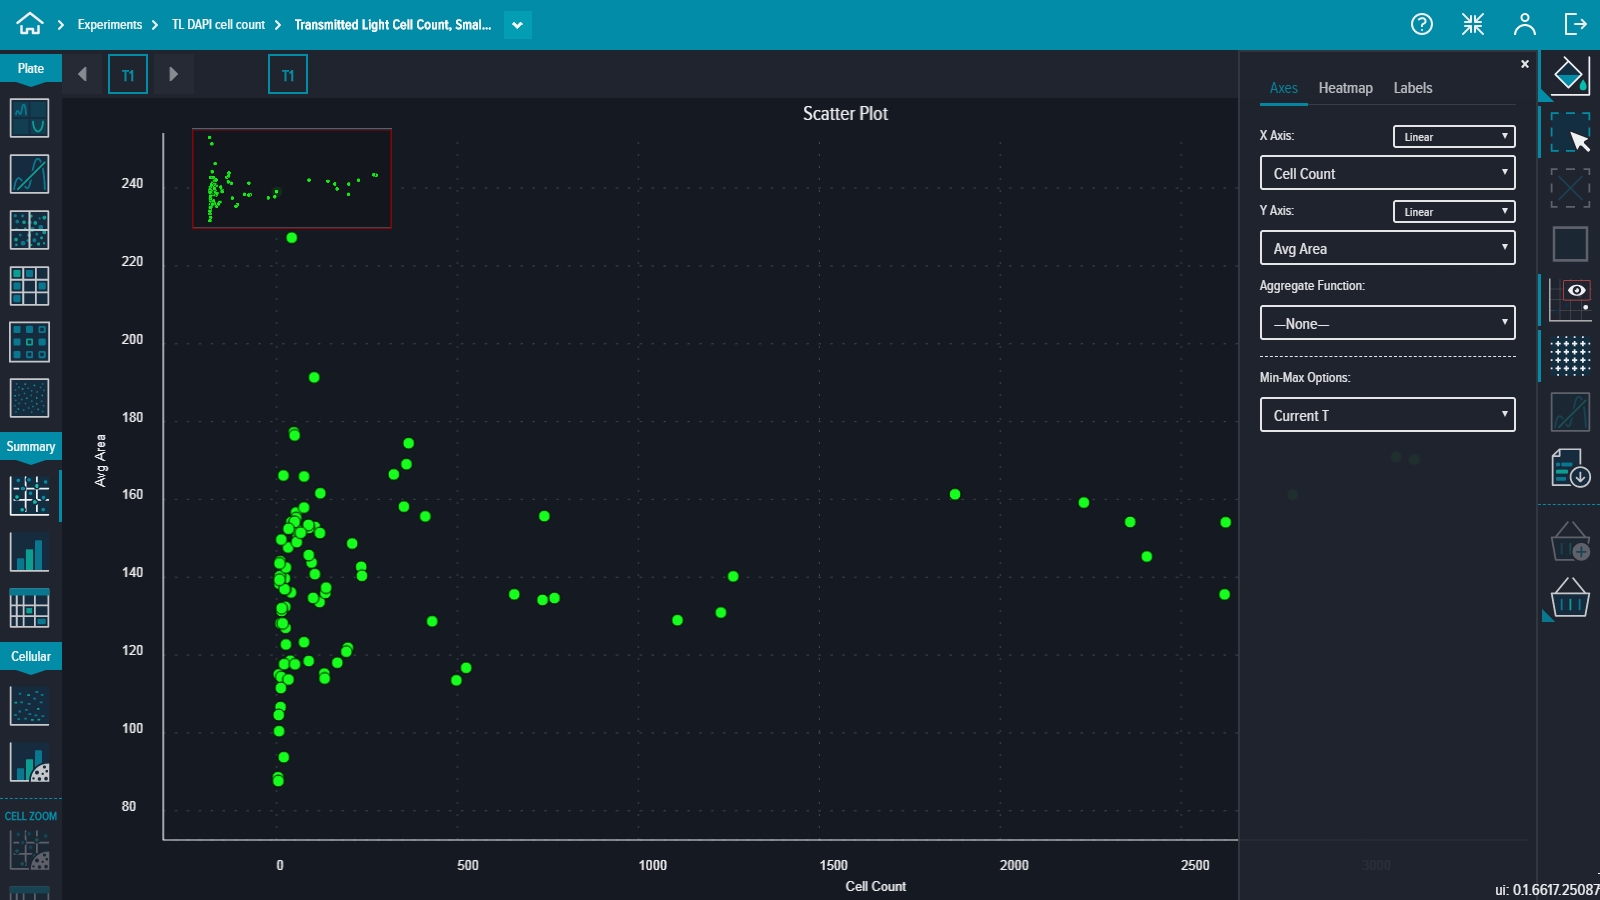 Experiments
TL DAPI cell count
Transmitted Light Cell Count, Smal...
Plate
T1
T1
Scatter Plot
Axes
Heatmap
Labels
X Axis:
Linear
Cell Count
Y Axis:
Linear
Avg Area
Aggregate Function:
—None—
Min-Max Options:
Current T
Summary
Cellular
CELL ZOOM
240
220
200
180
160
140
120
100
80
Avg Area
0
500
1000
1500
2000
2500
3000
Cell Count
ui: 0.1.6617.25087